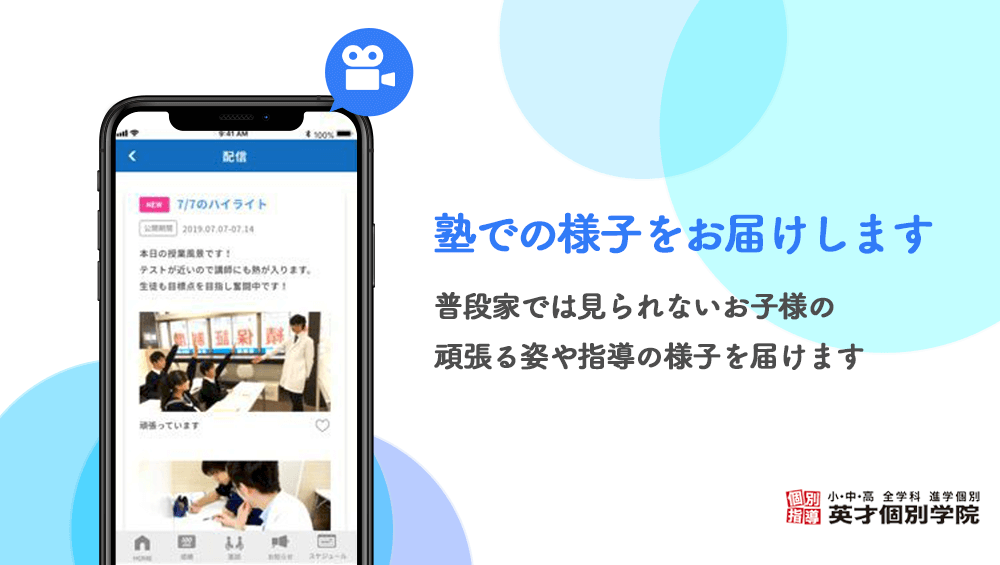 9:41 AM
100%
配信
NEW 7/7のハイライト
公開期間 2019.07.07-07.14
本日の授業風景です！
テストが近いので講師にも熱が入ります。
生徒も目標点を目指し奮闘中です！
績保証制
頑張っています
HOME
成績
面談
お知らせ
スケジュール
塾での様子をお届けします
普段家では見られないお子様の
頑張る姿や指導の様子を届けます
個別指導
小・中・高 全学科 進学個別
英才個別学院